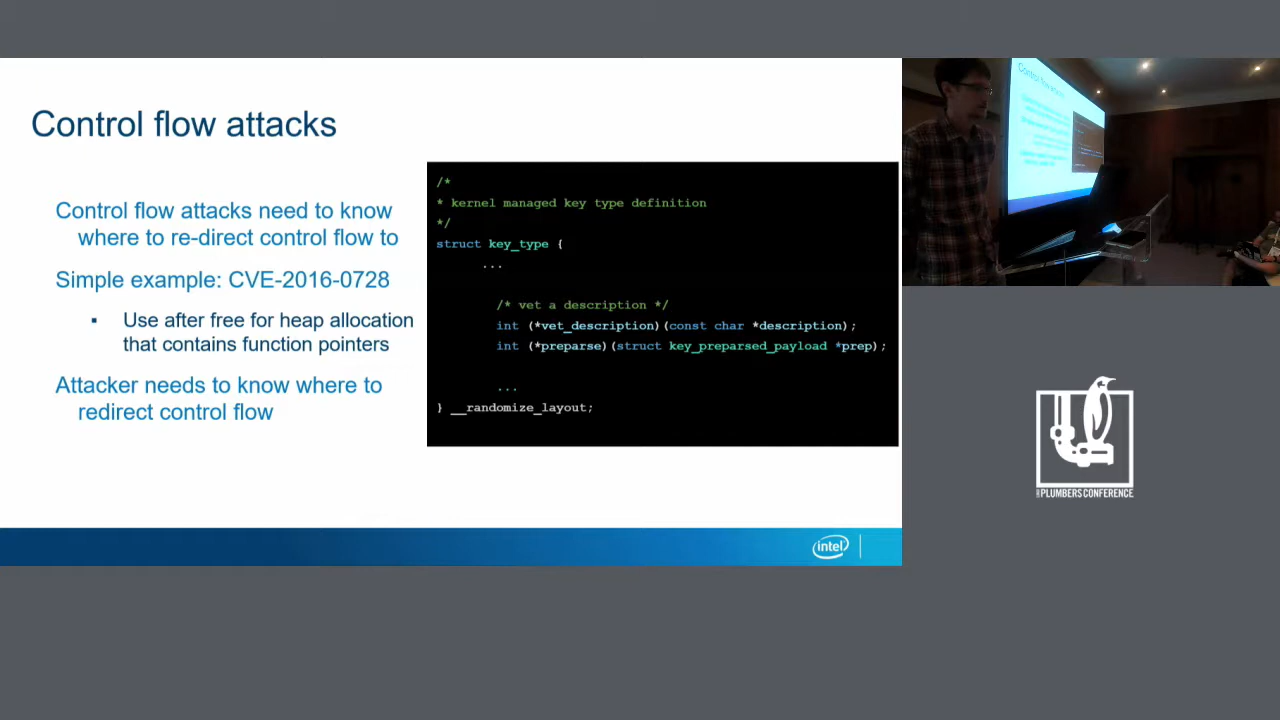 Control flow attacks
Control flow attacks need to know
where to re-direct control flow to
Simple example: CVE-2016-0728
▪ Use after free for heap allocation
that contains function pointers
Attacker needs to know where to
redirect control flow
/*
* kernel managed key type definition
*/
struct key_type {
...
/* vet a description */
int (*vet_description)(const char *description);
int (*preparse)(struct key_preparsed_payload *prep);
...
} __randomize_layout;
intel
Control flow attacks
PLUMBERS CONFERENCE